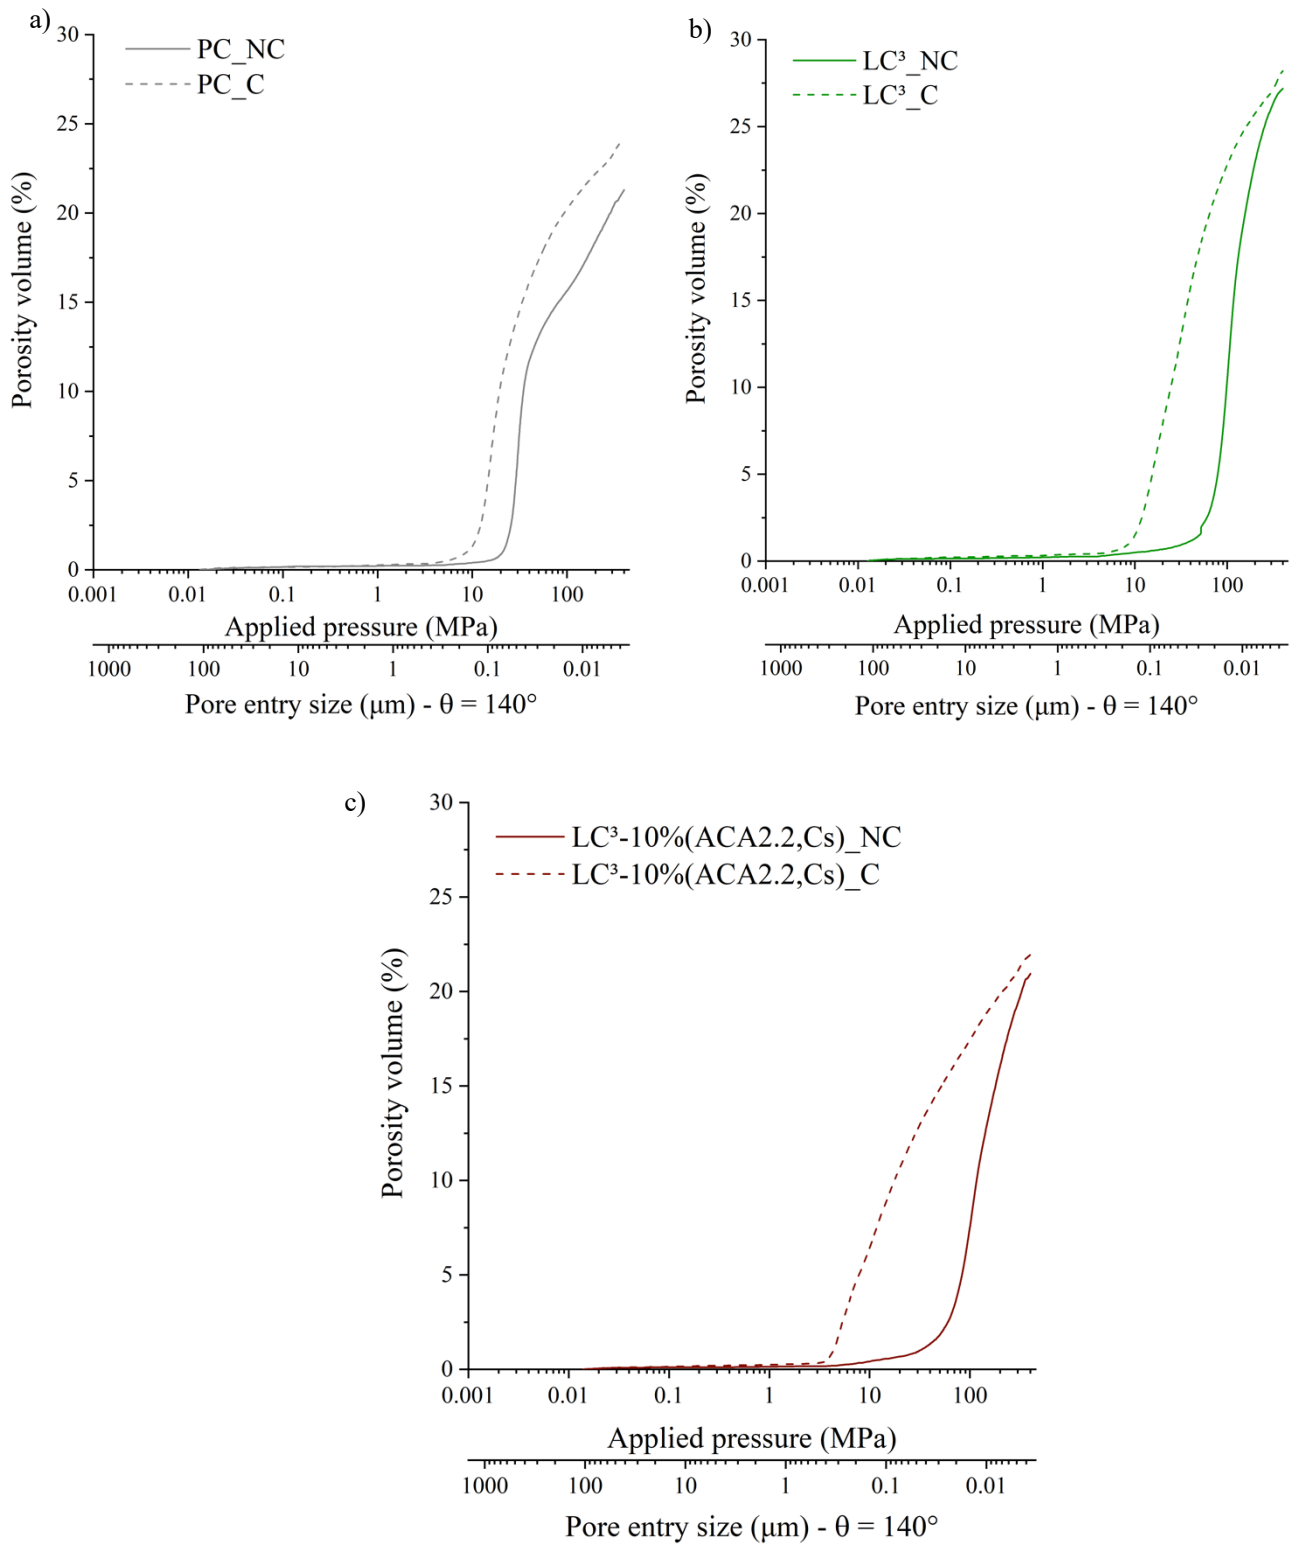 a)
PC_NC
PC_C
30
25
20
15
10
5
0
Porosity volume (%)
0.001 0.01 0.1 1 10 100
Applied pressure (MPa)
1000 100 10 1 0.1 0.01
Pore entry size (μm) - θ = 140°
b)
LC³_NC
LC³_C
30
25
20
15
10
5
0
Porosity volume (%)
0.001 0.01 0.1 1 10 100
Applied pressure (MPa)
1000 100 10 1 0.1 0.01
Pore entry size (μm) - θ = 140°
c)
LC³-10%(ACA2.2,Cs)_NC
LC³-10%(ACA2.2,Cs)_C
30
25
20
15
10
5
0
Porosity volume (%)
0.001 0.01 0.1 1 10 100
Applied pressure (MPa)
1000 100 10 1 0.1 0.01
Pore entry size (μm) - θ = 140°